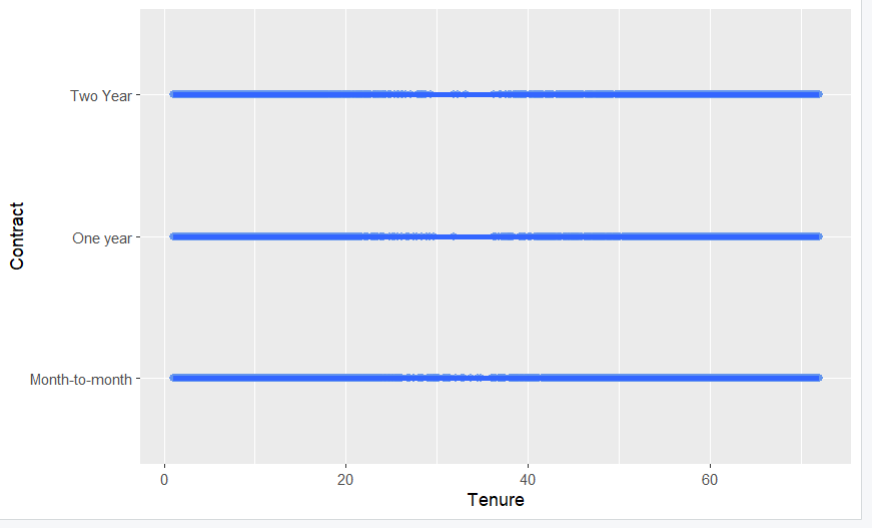 Two Year
One year
Month-to-month
Contract
0 20 40 60
Tenure